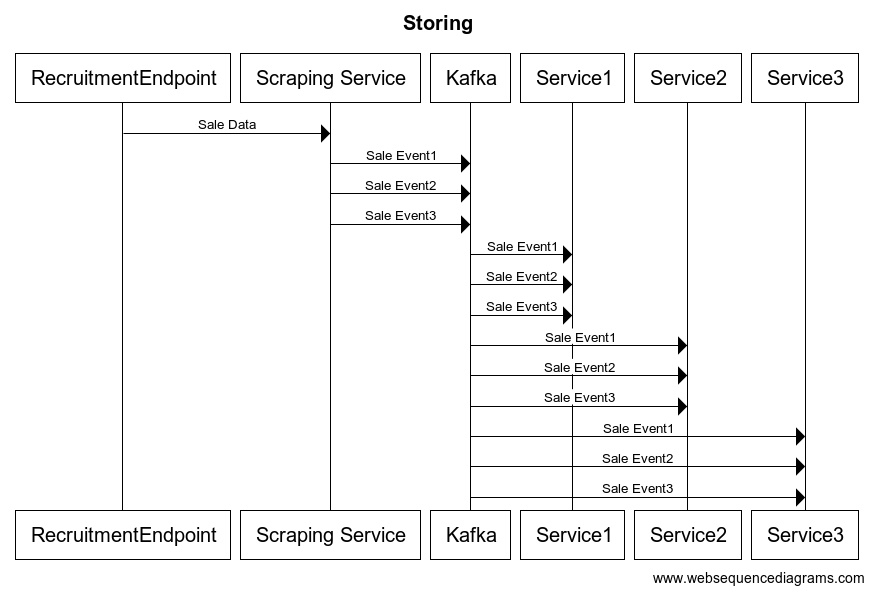 Storing
RecruitmentEndpoint
Scraping Service
Kafka
Service1
Service2
Service3
Sale Data
Sale Event1
Sale Event2
Sale Event3
Sale Event1
Sale Event2
Sale Event3
Sale Event1
Sale Event2
Sale Event3
Sale Event1
Sale Event2
Sale Event3
RecruitmentEndpoint
Scraping Service
Kafka
Service1
Service2
Service3
www.websequencediagrams.com